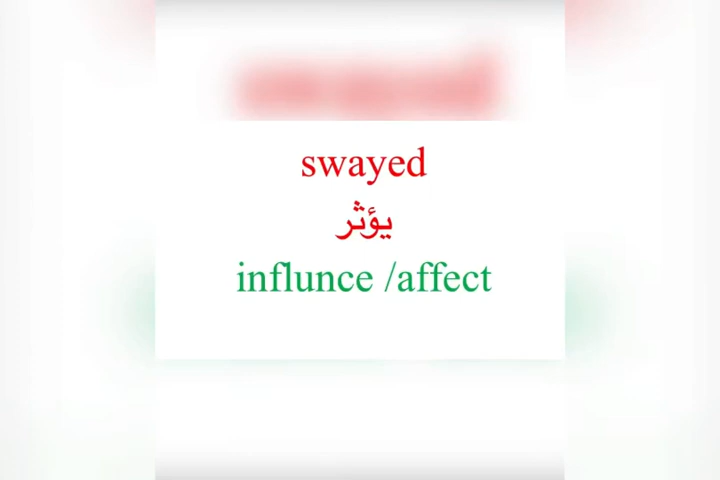 swayed
يؤثر
influnce /affect